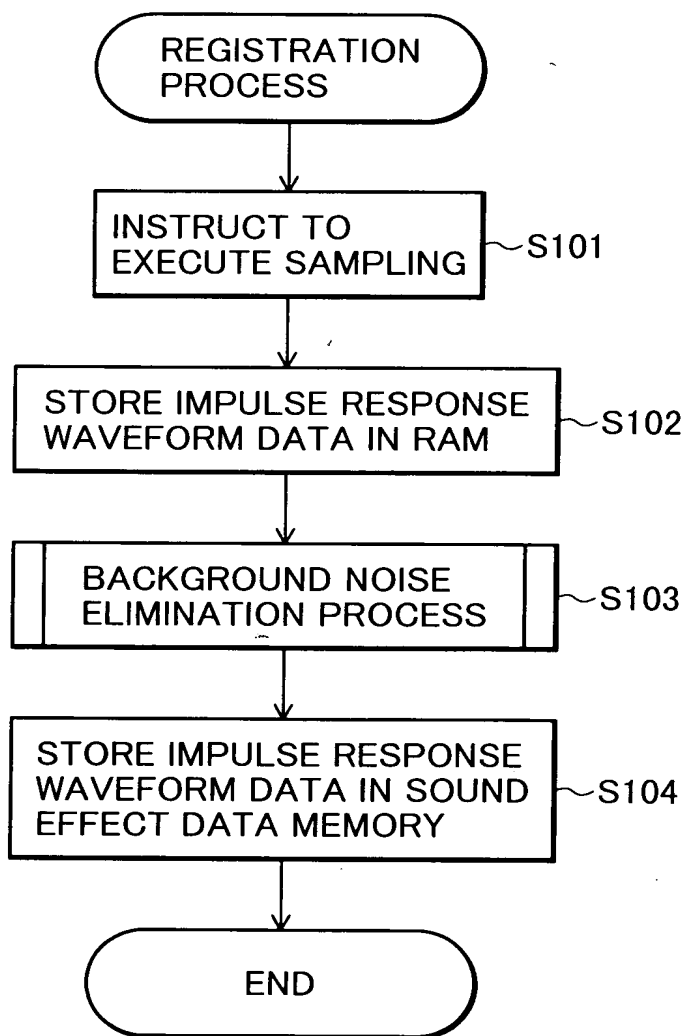 REGISTRATION
PROCESS
INSTRUCT TO
EXECUTE SAMPLING
S101
STORE IMPULSE RESPONSE
WAVEFORM DATA IN RAM
S102
BACKGROUND NOISE
ELIMINATION PROCESS
S103
STORE IMPULSE RESPONSE
WAVEFORM DATA IN SOUND
EFFECT DATA MEMORY
S104
END